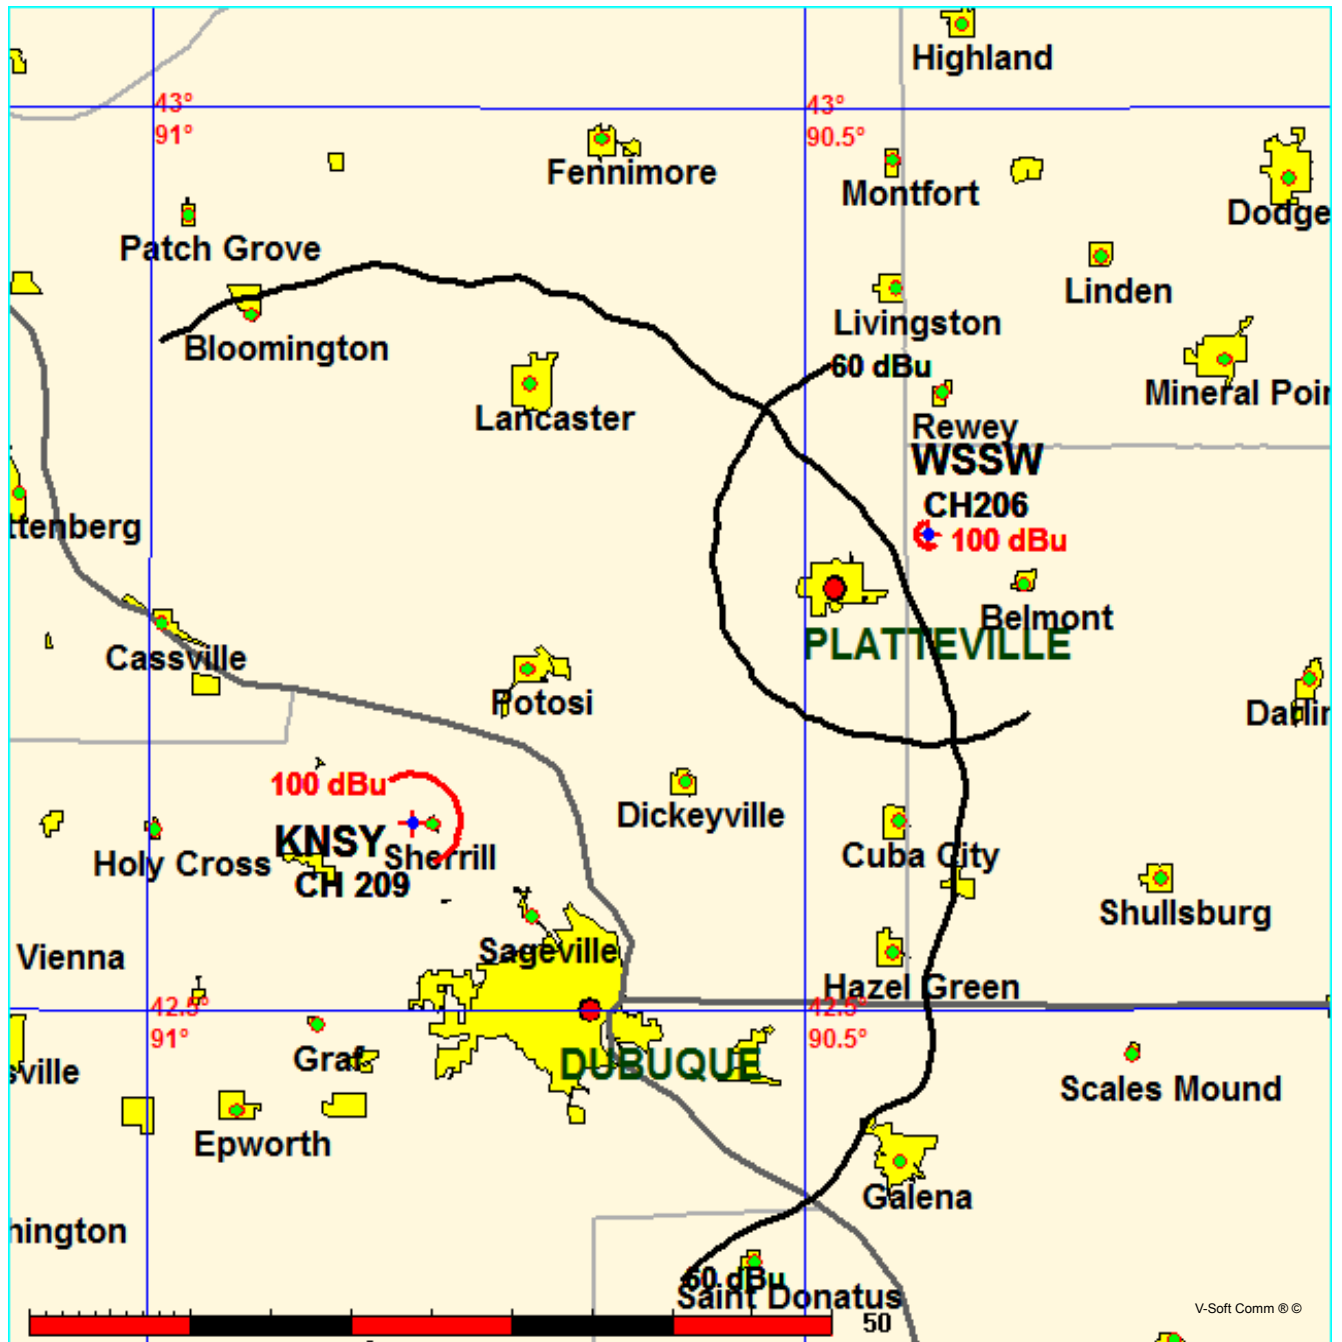 Highland
43°
91°
43°
90.5°
Fennimore
Montfort
Dodge
Patch Grove
Linden
Livingston
Bloomington
60 dBu
Mineral Poin
Lancaster
Rewey
WSSW
CH206
ttenberg
100 dBu
Belmont
PLATTEVILLE
Cassville
Potosi
Darlin
100 dBu
Dickeyville
KNSY
Sherrill
Holy Cross
CH 209
Cuba City
Shullsburg
Sageville
Vienna
Hazel Green
42.5°
91°
42.5°
90.5°
Graf
DUBUQUE
sville
Scales Mound
Epworth
Galena
hington
60 dBu
Saint Donatus
V-Soft Comm ® ©
50